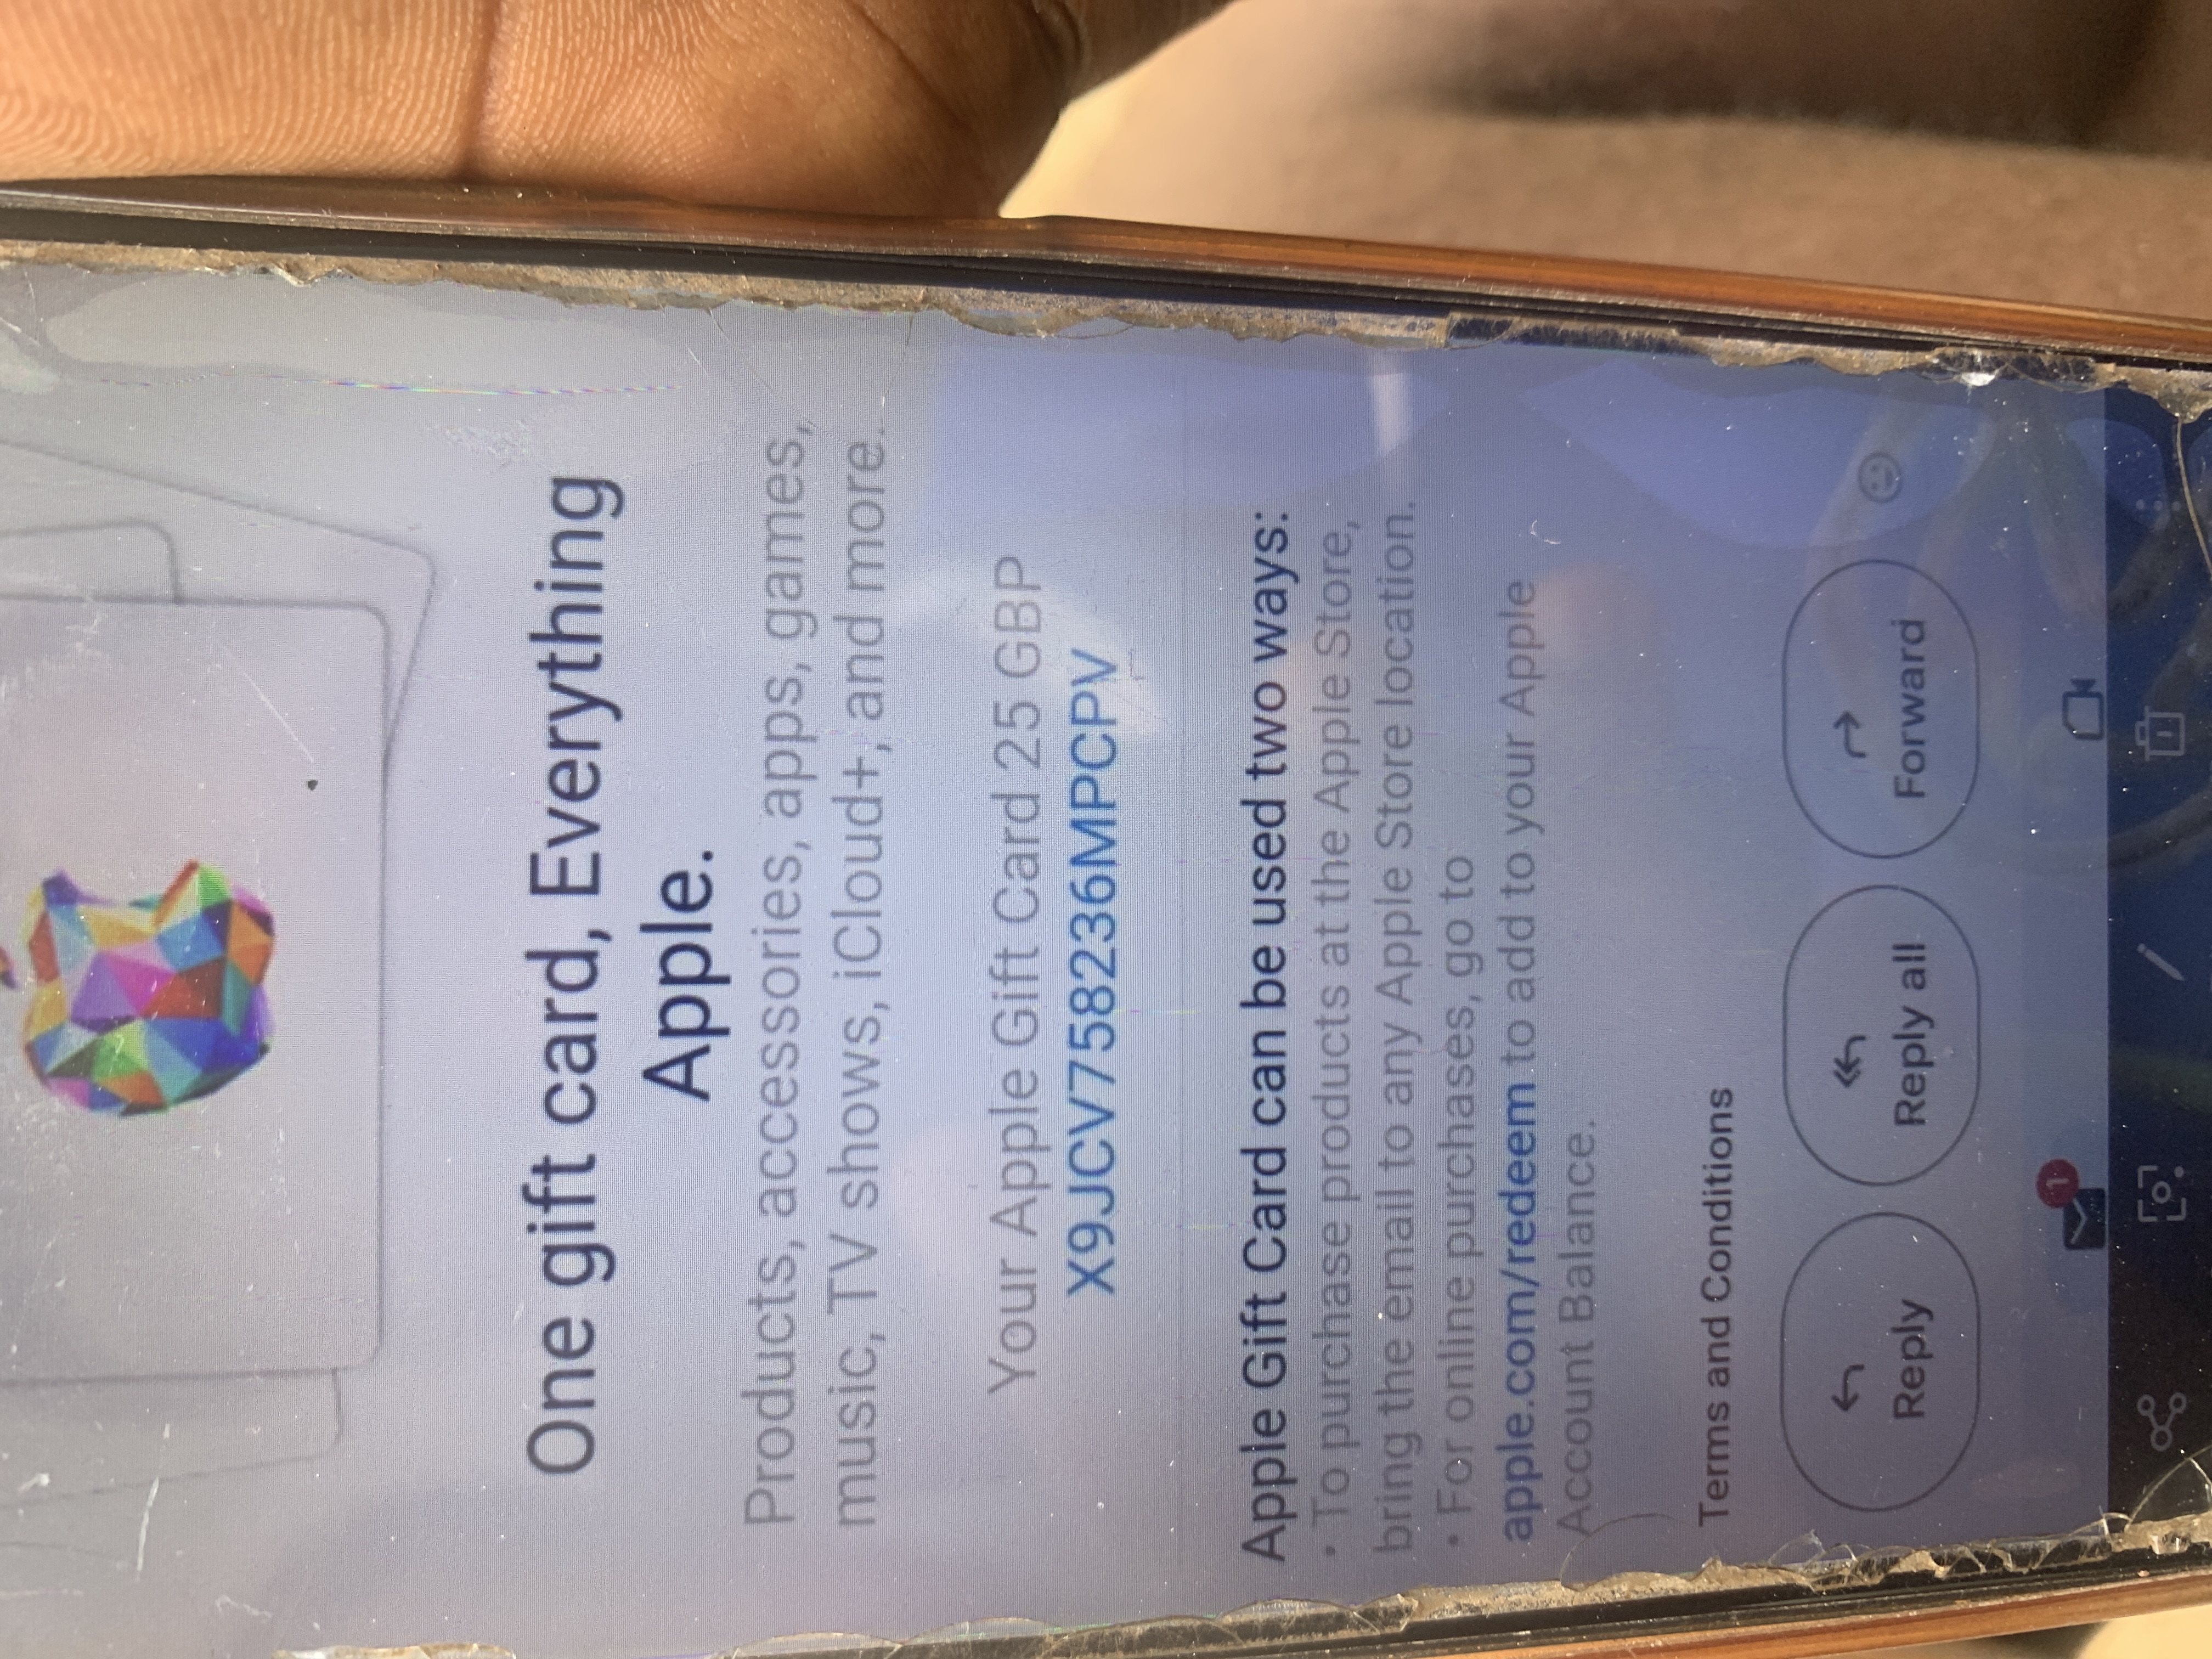 One gift card, Everything
Apple.
Products, accessories, apps, games,
music, TV shows, iCloud+, and more.
Your Apple Gift Card 25 GBP
X9JCV758236MPCPV
Apple Gift Card can be used two ways:
• To purchase products at the Apple Store,
bring the email to any Apple Store location.
• For online purchases, go to
apple.com/redeem to add to your Apple
Account Balance.
Terms and Conditions
Reply Reply all Forward
1